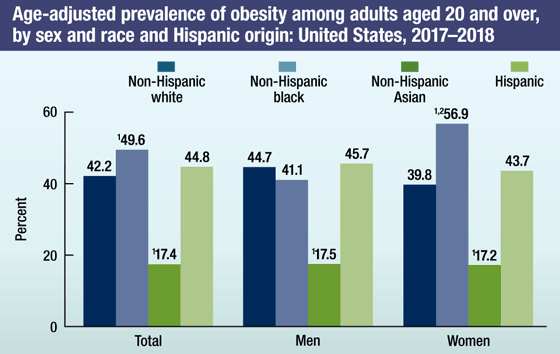 Age-adjusted prevalence of obesity among adults aged 20 and over,
by sex and race and Hispanic origin: United States, 2017–2018
Non-Hispanic white
Non-Hispanic black
Non-Hispanic Asian
Hispanic
Percent
60
40
20
0
42.2
¹49.6
¹17.4
44.8
44.7
41.1
¹17.5
45.7
39.8
¹,²56.9
¹17.2
43.7
Total
Men
Women